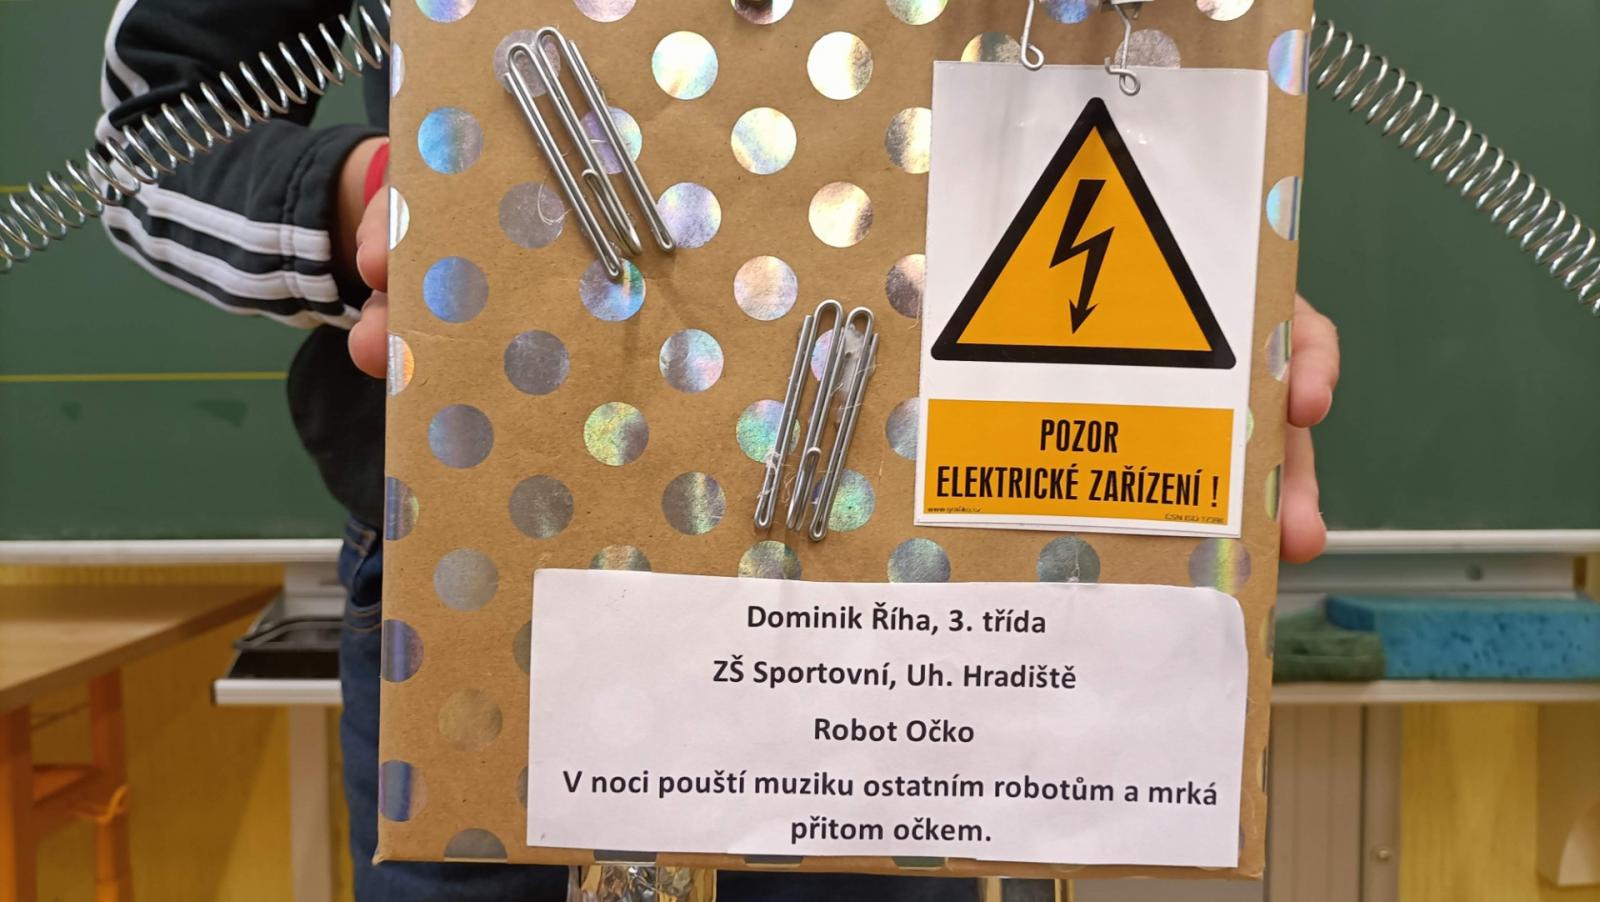 POZOR
ELEKTRICKÉ ZAŘÍZENÍ !
Dominik Říha, 3. třída
ZŠ Sportovní, Uh. Hradiště
Robot Očko
V noci pouští muziku ostatním robotům a mrká
přitom očkem.